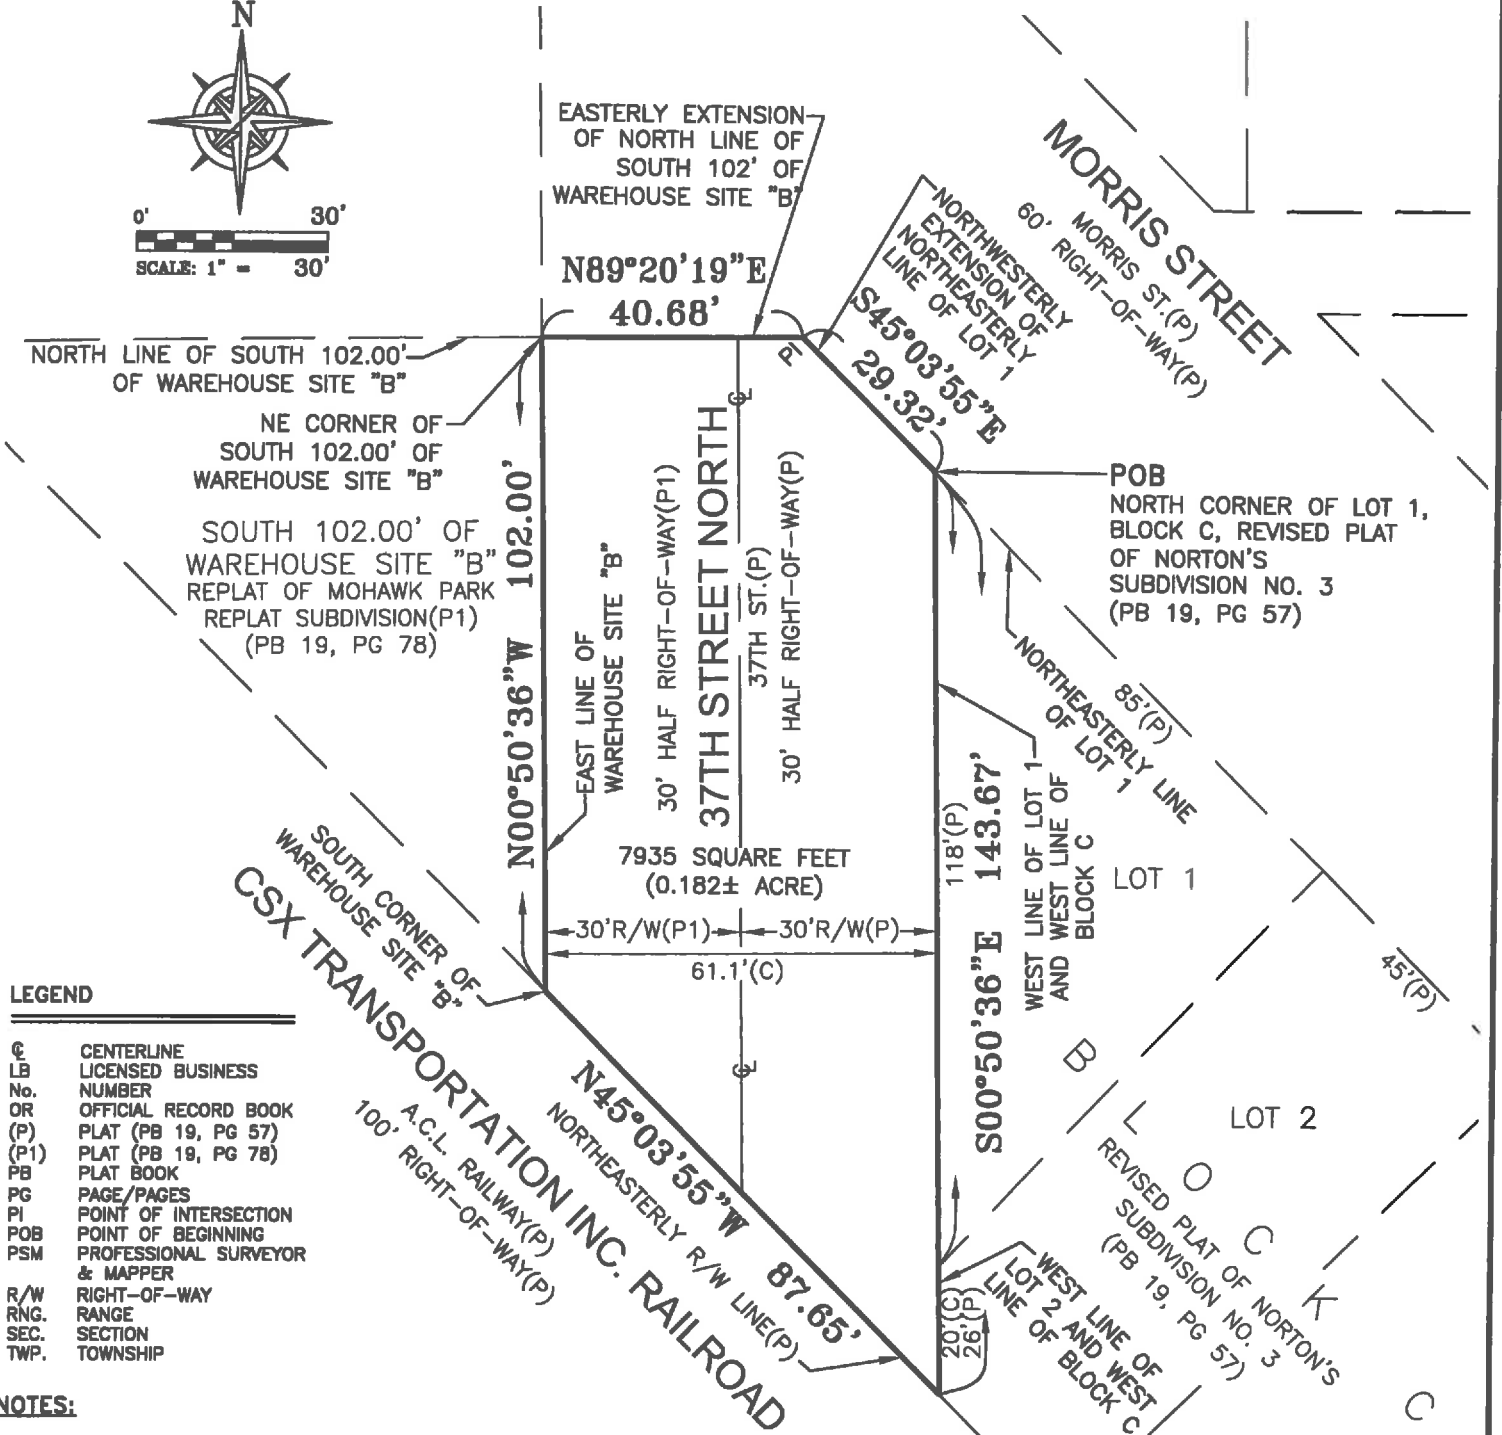 N
0' 30'
SCALE: 1" = 30'
EASTERLY EXTENSION
OF NORTH LINE OF
SOUTH 102' OF
WAREHOUSE SITE "B"
N89°20'19"E
40.68'
NORTHWESTERLY
EXTENSION OF
NORTHEASTERLY
LINE OF LOT 1
S45°03'55"E
29.32'
MORRIS STREET
MORRIS ST.(P)
60' RIGHT-OF-WAY(P)
PI
NORTH LINE OF SOUTH 102.00'
OF WAREHOUSE SITE "B"
NE CORNER OF
SOUTH 102.00' OF
WAREHOUSE SITE "B"
SOUTH 102.00' OF
WAREHOUSE SITE "B"
REPLAT OF MOHAWK PARK
REPLAT SUBDIVISION(P1)
(PB 19, PG 78)
N00°50'36"W 102.00'
EAST LINE OF
WAREHOUSE SITE "B"
30' HALF RIGHT-OF-WAY(P1)
37TH STREET NORTH
℄
37TH ST.(P)
30' HALF RIGHT-OF-WAY(P)
POB
NORTH CORNER OF LOT 1,
BLOCK C, REVISED PLAT
OF NORTON'S
SUBDIVISION NO. 3
(PB 19, PG 57)
NORTHEASTERLY LINE
OF LOT 1
85'(P)
118'(P)
S00°50'36"E 143.67'
WEST LINE OF LOT 1
AND WEST LINE OF
BLOCK C
LOT 1
7935 SQUARE FEET
(0.182± ACRE)
30'R/W(P1) 30'R/W(P)
61.1'(C)
℄
SOUTH CORNER OF
WAREHOUSE SITE "B"
CSX TRANSPORTATION INC. RAILROAD
A.C.L. RAILWAY(P)
100' RIGHT-OF-WAY(P)
N45°03'55"W 87.65'
NORTHEASTERLY R/W LINE(P)
45'(P)
BLOCK C
LOT 2
REVISED PLAT OF NORTON'S
SUBDIVISION NO. 3
(PB 19, PG 57)
20'(C)
26'(P)
WEST LINE OF
LOT 2 AND WEST
LINE OF BLOCK C
LEGEND
℄ CENTERLINE
LB LICENSED BUSINESS
No. NUMBER
OR OFFICIAL RECORD BOOK
(P) PLAT (PB 19, PG 57)
(P1) PLAT (PB 19, PG 78)
PB PLAT BOOK
PG PAGE/PAGES
PI POINT OF INTERSECTION
POB POINT OF BEGINNING
PSM PROFESSIONAL SURVEYOR
& MAPPER
R/W RIGHT-OF-WAY
RNG. RANGE
SEC. SECTION
TWP. TOWNSHIP
NOTES: